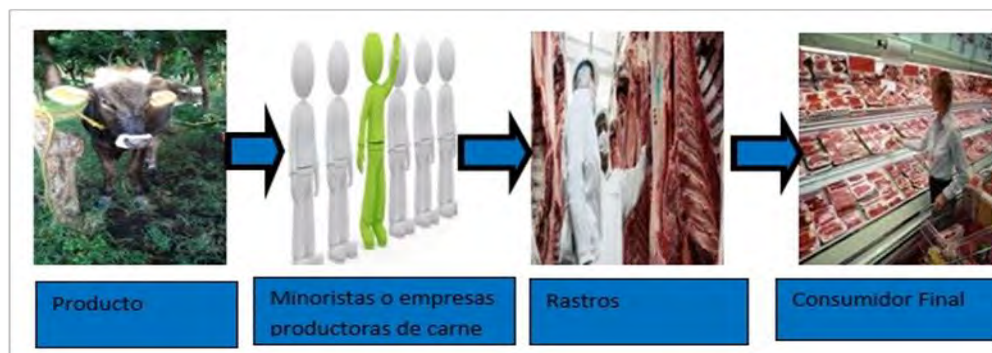 Producto
Minoristas o empresas
productoras de carne
Rastros
Consumidor Final